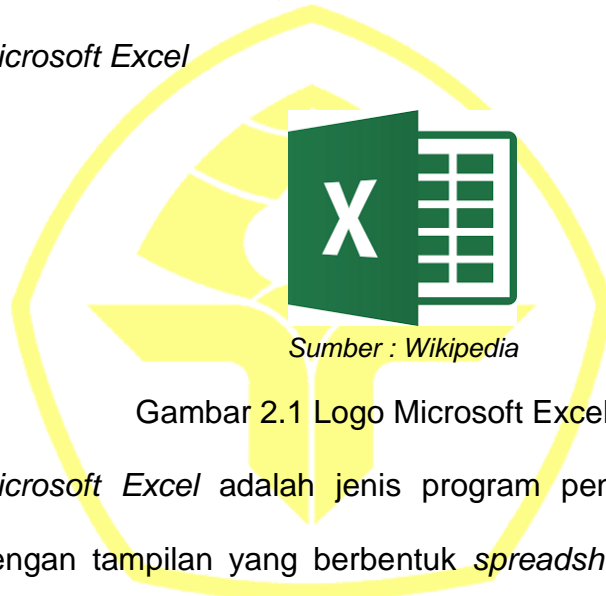 icrosoft Excel
X
Sumber : Wikipedia
Gambar 2.1 Logo Microsoft Excel
icrosoft Excel adalah jenis program per
engan tampilan yang berbentuk spreadsh